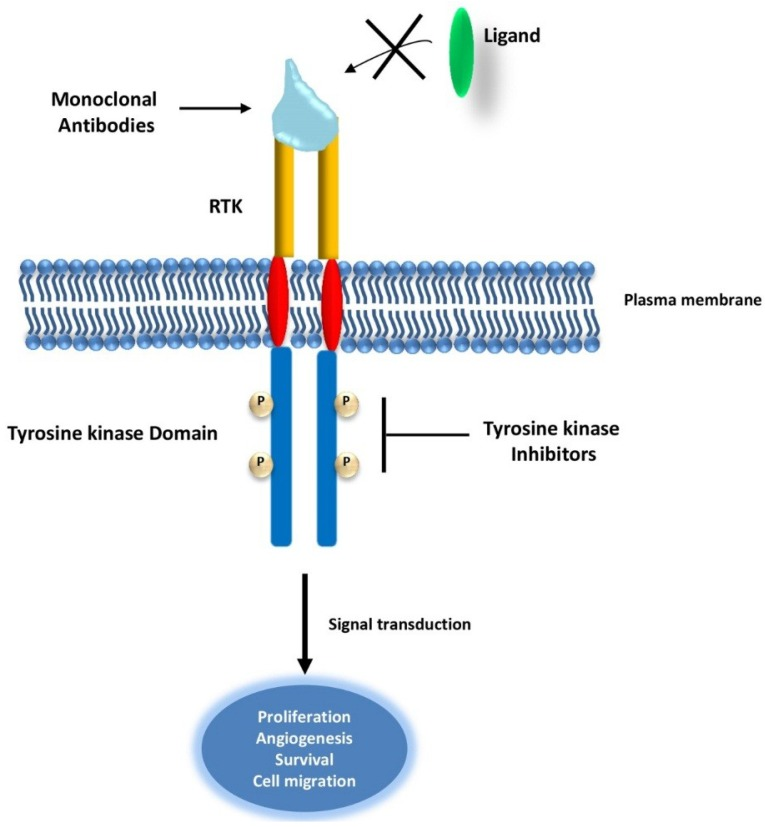 Ligand
Monoclonal
Antibodies
RTK
Plasma membrane
P
P
Tyrosine kinase Domain
Tyrosine kinase
Inhibitors
P
P
Signal transduction
Proliferation
Angiogenesis
Survival
Cell migration